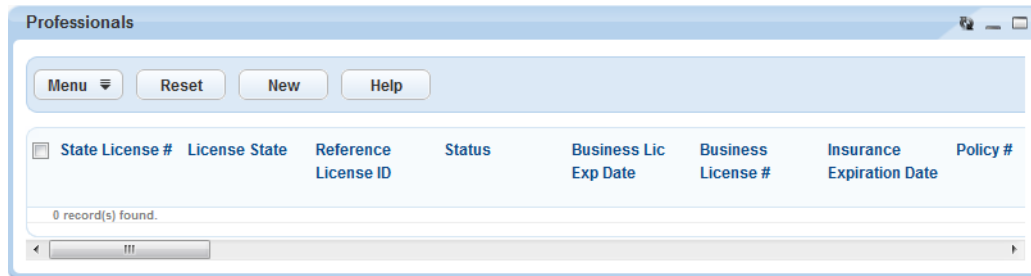 Professionals
Menu Reset New Help
State License # License State Reference License ID Status Business Lic Exp Date Business License # Insurance Expiration Date Policy #
0 record(s) found.